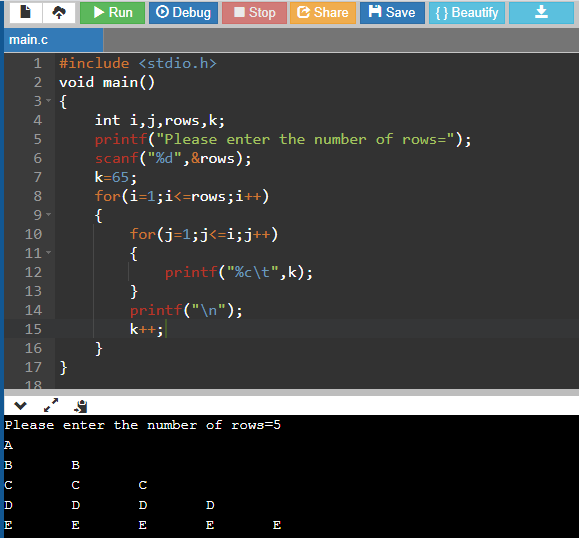 Run Debug Stop Share Save { } Beautify
main.c
1 #include <stdio.h>
2 void main()
3 {
4     int i,j,rows,k;
5     printf("Please enter the number of rows=");
6     scanf("%d",&rows);
7     k=65;
8     for(i=1;i<=rows;i++)
9     {
10         for(j=1;j<=i;j++)
11         {
12             printf("%c\t",k);
13         }
14         printf("\n");
15         k++;
16     }
17 }
18
Please enter the number of rows=5
A
B	B
C	C	C
D	D	D	D
E	E	E	E	E